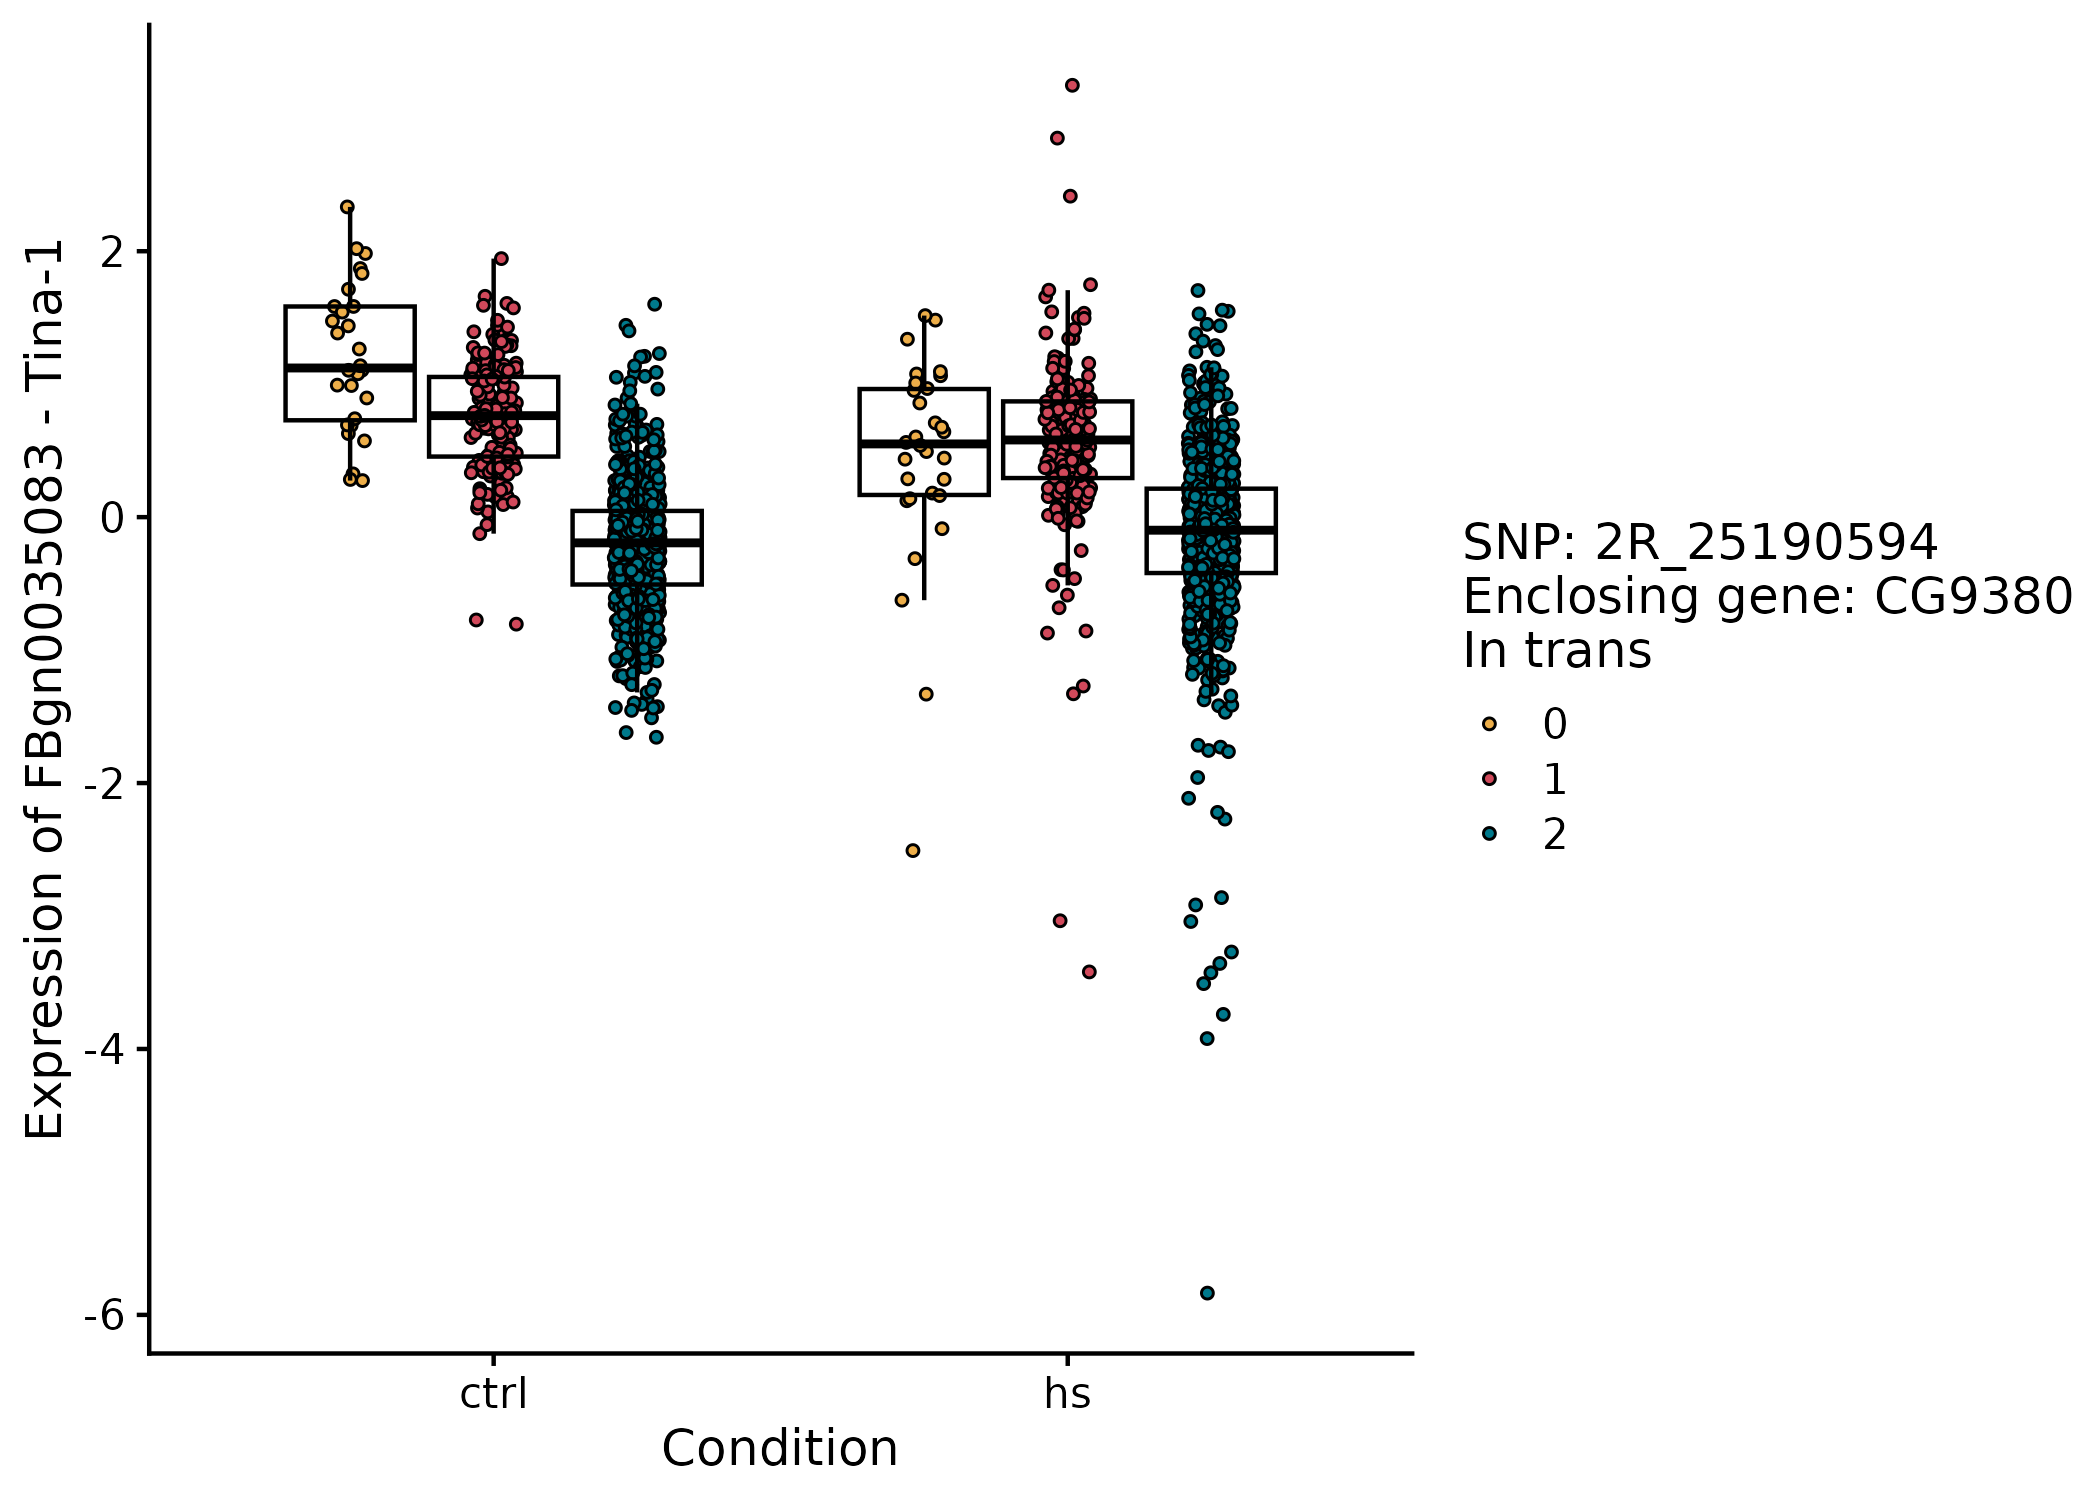 Expression of FBgn0035083 - Tina-1
2
0
-2
-4
-6
ctrl
hs
Condition
SNP: 2R_25190594
Enclosing gene: CG9380
In trans
0
1
2